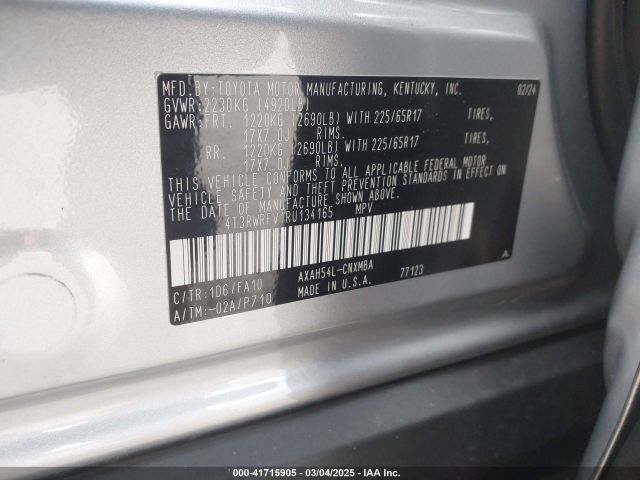 MFD.BY:TOYOTA MOTOR MANUFACTURING, KENTUCKY, INC. 02/24
GVWR:2230KG (4920LB)
GAWR:FRT. 1220KG (2690LB) WITH 225/65R17 TIRES,
17X7.0J RIMS.
RR. 1220KG (2690LB) WITH 225/65R17 TIRES,
17X7.0J RIMS.
THIS VEHICLE CONFORMS TO ALL APPLICABLE FEDERAL MOTOR
VEHICLE SAFETY AND THEFT PREVENTION STANDARDS IN EFFECT ON
THE DATE OF MANUFACTURE SHOWN ABOVE.
4T3RWRFV1RU134165 MPV
C/TR:1D6/FA10 AXAH54L-CNXMBA 77123 A
A/TM:-02A/P710 MADE IN U.S.A.
000-41715905 — 03/04/2025 — IAA Inc.